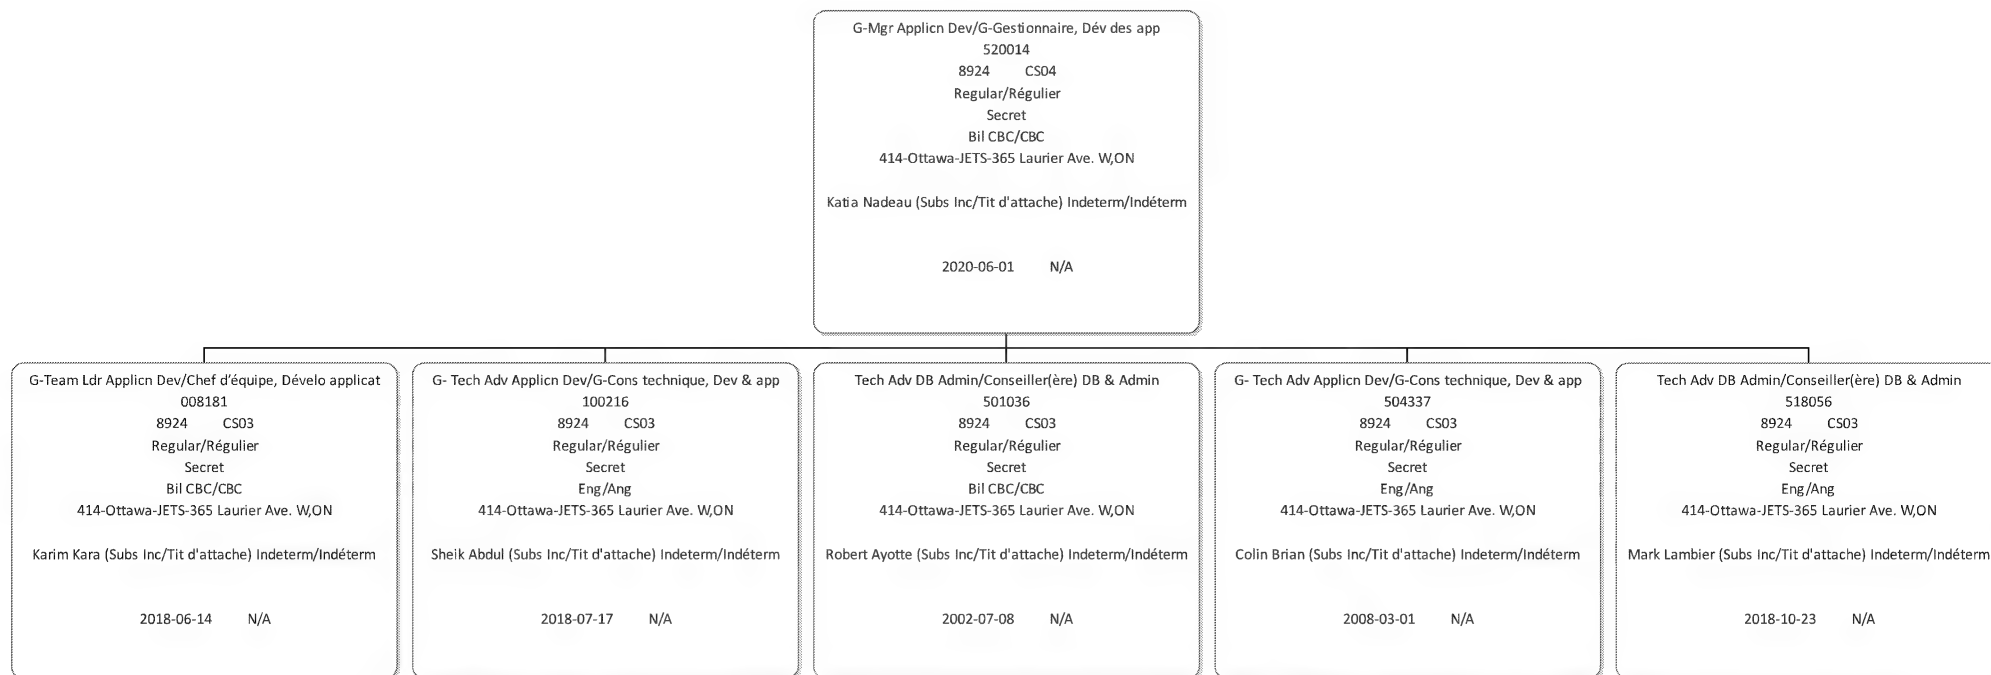 G-Mgr Applicn Dev/G-Gestionnaire, Dév des app
520014
8924 CS04
Regular/Régulier
Secret
Bil CBC/CBC
414-Ottawa-JETS-365 Laurier Ave. W,ON
Katia Nadeau (Subs Inc/Tit d'attache) Indeterm/Indéterm
2020-06-01 N/A
G-Team Ldr Applicn Dev/Chef d'équipe, Dévelo applicat
008181
8924 CS03
Regular/Régulier
Secret
Bil CBC/CBC
414-Ottawa-JETS-365 Laurier Ave. W,ON
Karim Kara (Subs Inc/Tit d'attache) Indeterm/Indéterm
2018-06-14 N/A
G- Tech Adv Applicn Dev/G-Cons technique, Dev & app
100216
8924 CS03
Regular/Régulier
Secret
Eng/Ang
414-Ottawa-JETS-365 Laurier Ave. W,ON
Sheik Abdul (Subs Inc/Tit d'attache) Indeterm/Indéterm
2018-07-17 N/A
Tech Adv DB Admin/Conseiller(ère) DB & Admin
501036
8924 CS03
Regular/Régulier
Secret
Bil CBC/CBC
414-Ottawa-JETS-365 Laurier Ave. W,ON
Robert Ayotte (Subs Inc/Tit d'attache) Indeterm/Indéterm
2002-07-08 N/A
G- Tech Adv Applicn Dev/G-Cons technique, Dev & app
504337
8924 CS03
Regular/Régulier
Secret
Eng/Ang
414-Ottawa-JETS-365 Laurier Ave. W,ON
Colin Brian (Subs Inc/Tit d'attache) Indeterm/Indéterm
2008-03-01 N/A
Tech Adv DB Admin/Conseiller(ère) DB & Admin
518056
8924 CS03
Regular/Régulier
Secret
Eng/Ang
414-Ottawa-JETS-365 Laurier Ave. W,ON
Mark Lambier (Subs Inc/Tit d'attache) Indeterm/Indéterm
2018-10-23 N/A